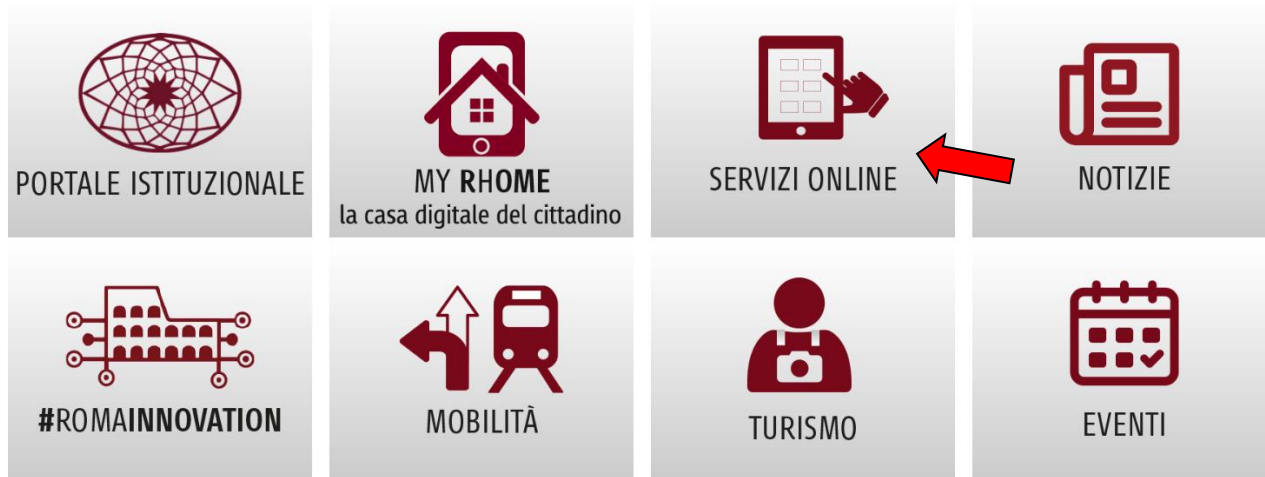 PORTALE ISTITUZIONALE
MY RHOME
la casa digitale del cittadino
SERVIZI ONLINE
NOTIZIE
#ROMAINNOVATION
MOBILITÀ
TURISMO
EVENTI